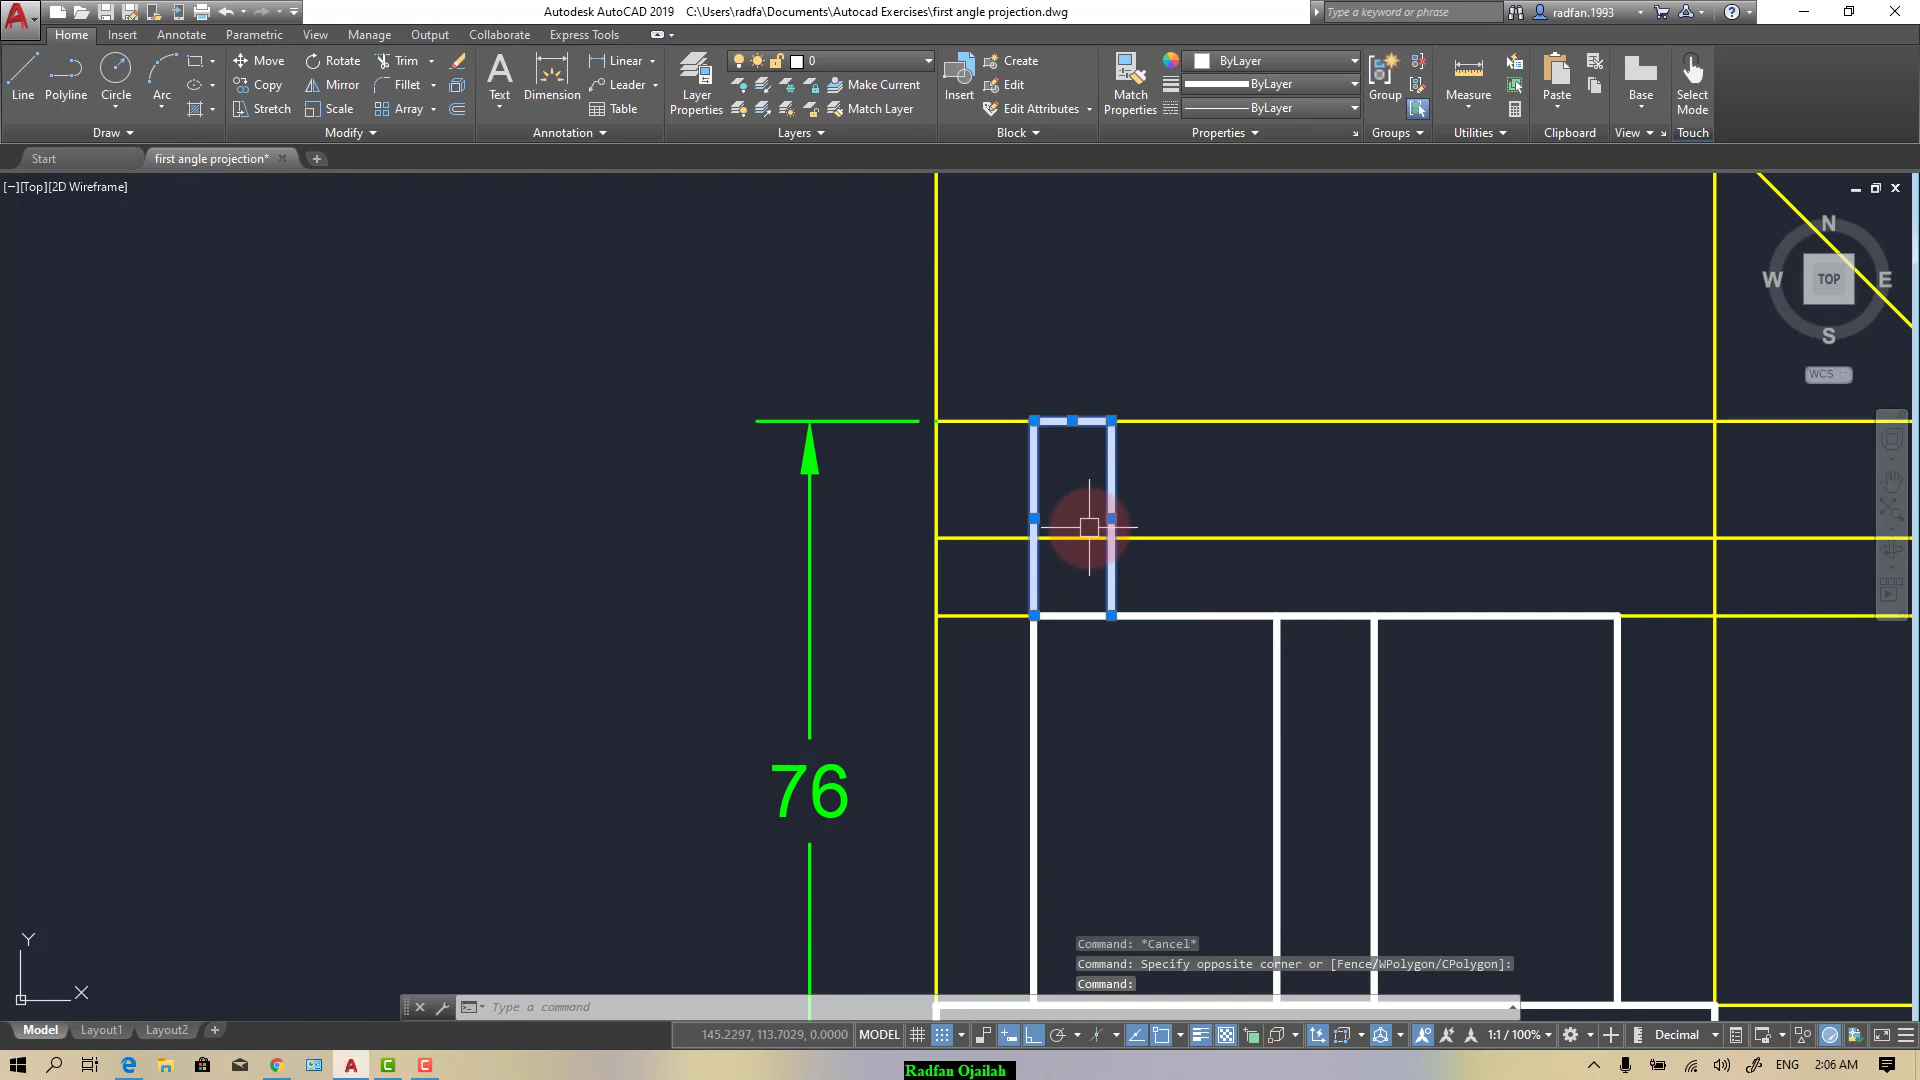 Autodesk AutoCAD 2019 C:\Users\radfa\Documents\Autocad Exercises\first angle projection.dwg
Type a keyword or phrase
radfan.1993
Home Insert Annotate Parametric View Manage Output Collaborate Express Tools
Line Polyline Circle Arc
Move Rotate Trim
Copy Mirror Fillet
Stretch Scale Array
Text Dimension
Linear
Leader
Table
Layer Properties
0
Make Current
Match Layer
Insert
Create
Edit
Edit Attributes
Match Properties
ByLayer
ByLayer
ByLayer
Group
Measure
Paste
Base
Select Mode
Draw Modify Annotation Layers Block Properties Groups Utilities Clipboard View Touch
Start first angle projection*
[−][Top][2D Wireframe]
N
W TOP E
S
WCS
76
Y
X
Command: *Cancel*
Command: Specify opposite corner or [Fence/WPolygon/CPolygon]:
Command:
Type a command
Model Layout1 Layout2
145.2297, 113.7029, 0.0000 MODEL 1:1 / 100% Decimal
ENG 2:06 AM
Radfan Ojailah